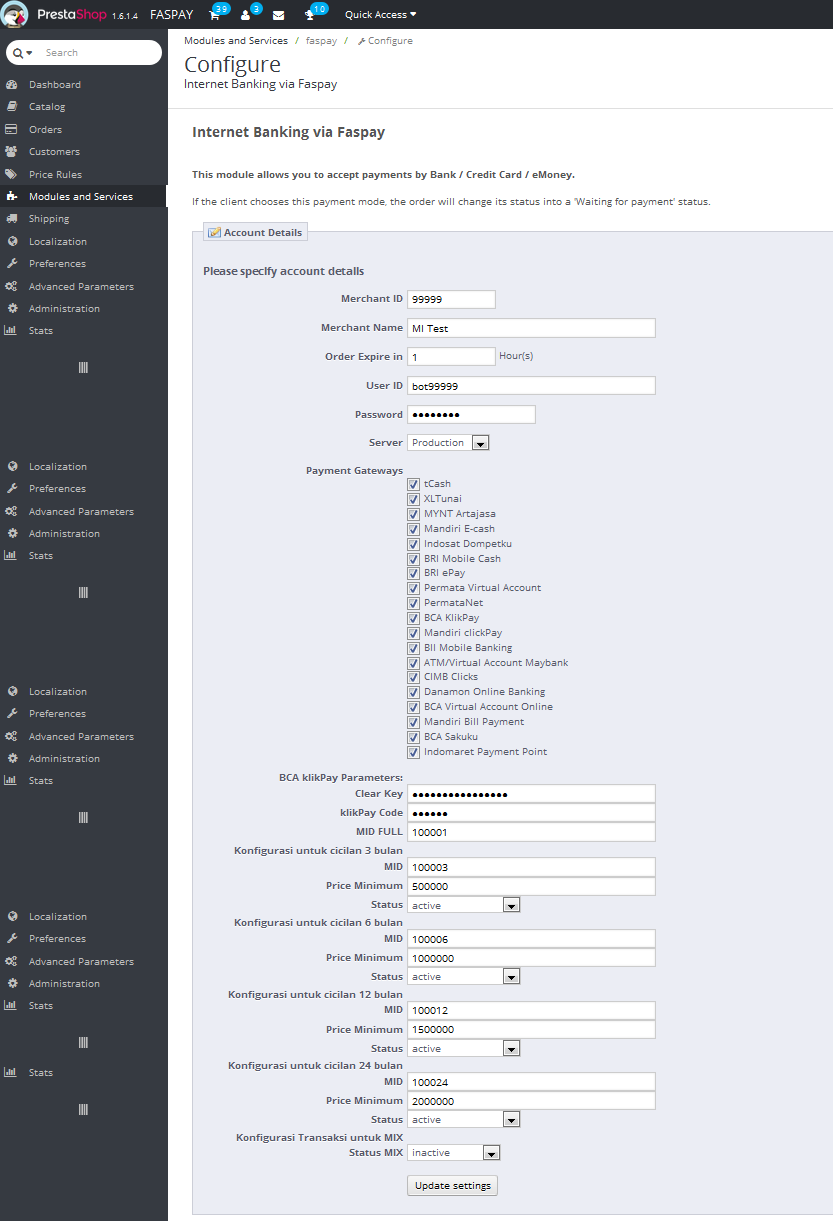 PrestaShop 1.6.1.4 FASPAY 39 3 10 Quick Access
Search
Dashboard
Catalog
Orders
Customers
Price Rules
Modules and Services
Shipping
Localization
Preferences
Advanced Parameters
Administration
Stats
Localization
Preferences
Advanced Parameters
Administration
Stats
Localization
Preferences
Advanced Parameters
Administration
Stats
Localization
Preferences
Advanced Parameters
Administration
Stats
Stats
Modules and Services / faspay / Configure
Configure
Internet Banking via Faspay
Internet Banking via Faspay
This module allows you to accept payments by Bank / Credit Card / eMoney.
If the client chooses this payment mode, the order will change its status into a 'Waiting for payment' status.
Account Details
Please specify account details
Merchant ID 99999
Merchant Name MI Test
Order Expire in 1 Hour(s)
User ID bot99999
Password ••••••••
Server Production
Payment Gateways
tCash
XLTunai
MYNT Artajasa
Mandiri E-cash
Indosat Dompetku
BRI Mobile Cash
BRI ePay
Permata Virtual Account
PermataNet
BCA KlikPay
Mandiri clickPay
BII Mobile Banking
ATM/Virtual Account Maybank
CIMB Clicks
Danamon Online Banking
BCA Virtual Account Online
Mandiri Bill Payment
BCA Sakuku
Indomaret Payment Point
BCA klikPay Parameters:
Clear Key ••••••••••••••••
klikPay Code ••••••
MID FULL 100001
Konfigurasi untuk cicilan 3 bulan
MID 100003
Price Minimum 500000
Status active
Konfigurasi untuk cicilan 6 bulan
MID 100006
Price Minimum 1000000
Status active
Konfigurasi untuk cicilan 12 bulan
MID 100012
Price Minimum 1500000
Status active
Konfigurasi untuk cicilan 24 bulan
MID 100024
Price Minimum 2000000
Status active
Konfigurasi Transaksi untuk MIX
Status MIX inactive
Update settings